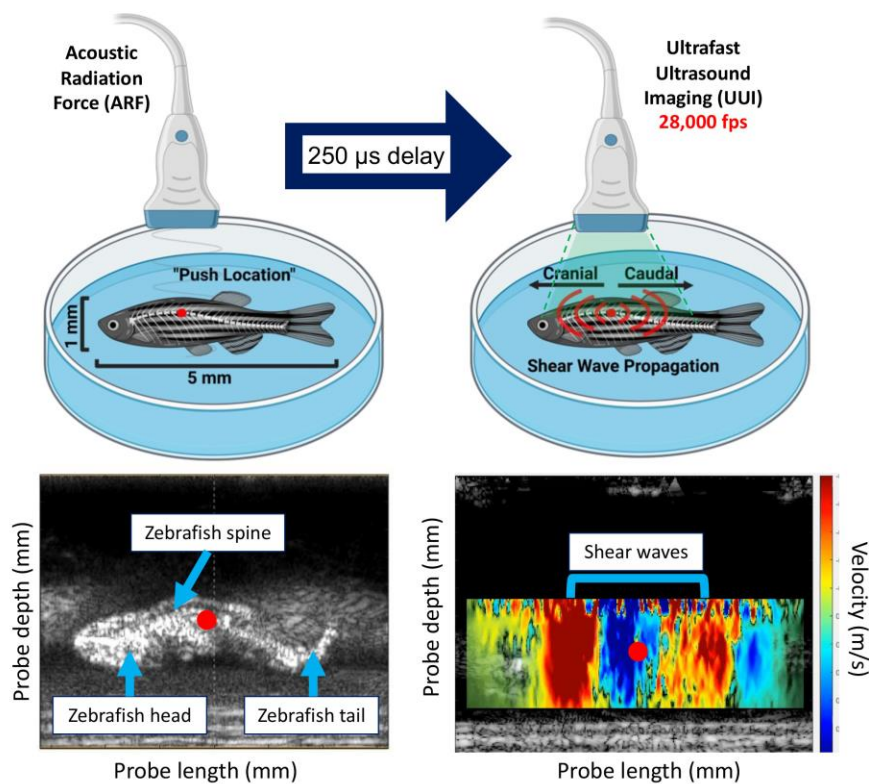 Acoustic
Radiation
Force (ARF)
250 µs delay
Ultrafast
Ultrasound
Imaging (UUI)
28,000 fps
"Push Location"
1 mm
5 mm
Cranial
Caudal
Shear Wave Propagation
Probe depth (mm)
Zebrafish spine
Zebrafish head
Zebrafish tail
Probe length (mm)
Probe depth (mm)
Shear waves
Velocity (m/s)
Probe length (mm)